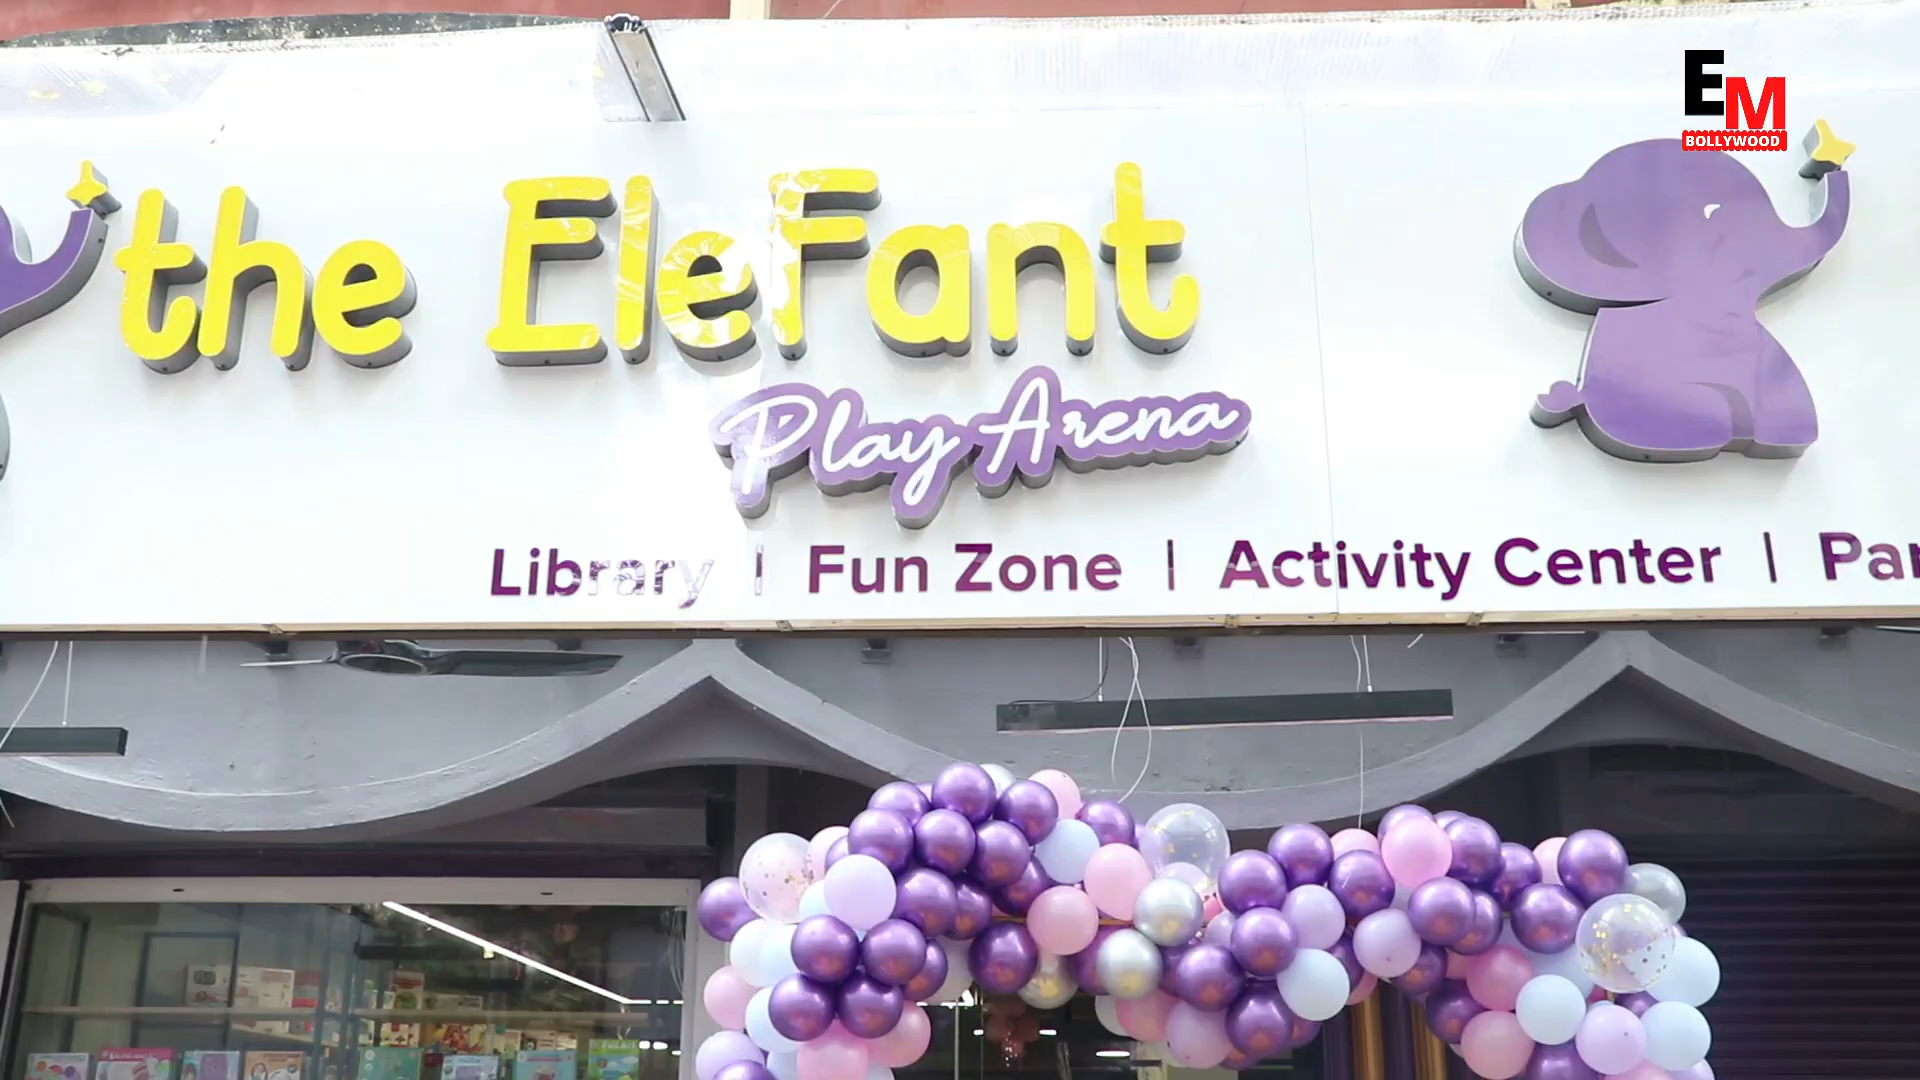 EM
BOLLYWOOD
the EleFant
Play Arena
Library | Fun Zone | Activity Center |